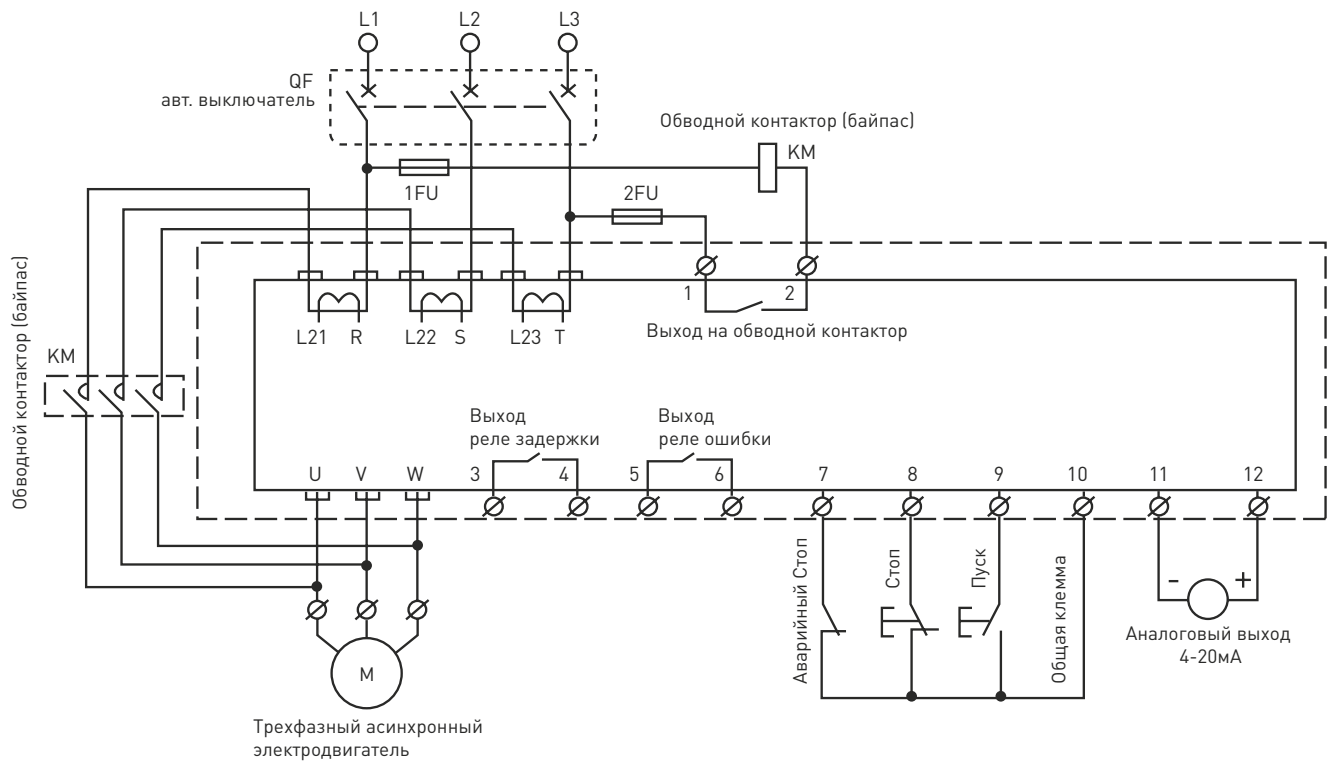 L1 L2 L3
QF
авт. выключатель
Обводной контактор (байпас)
KM
1FU
2FU
1 2
L21 R L22 S L23 T
Выход на обводной контактор
Обводной контактор (байпас)
KM
Выход
реле задержки
Выход
реле ошибки
U V W 3 4 5 6 7 8 9 10 11 12
Аварийный Стоп
Стоп
Пуск
Общая клемма
- +
Аналоговый выход
4-20мА
M
Трехфазный асинхронный
электродвигатель